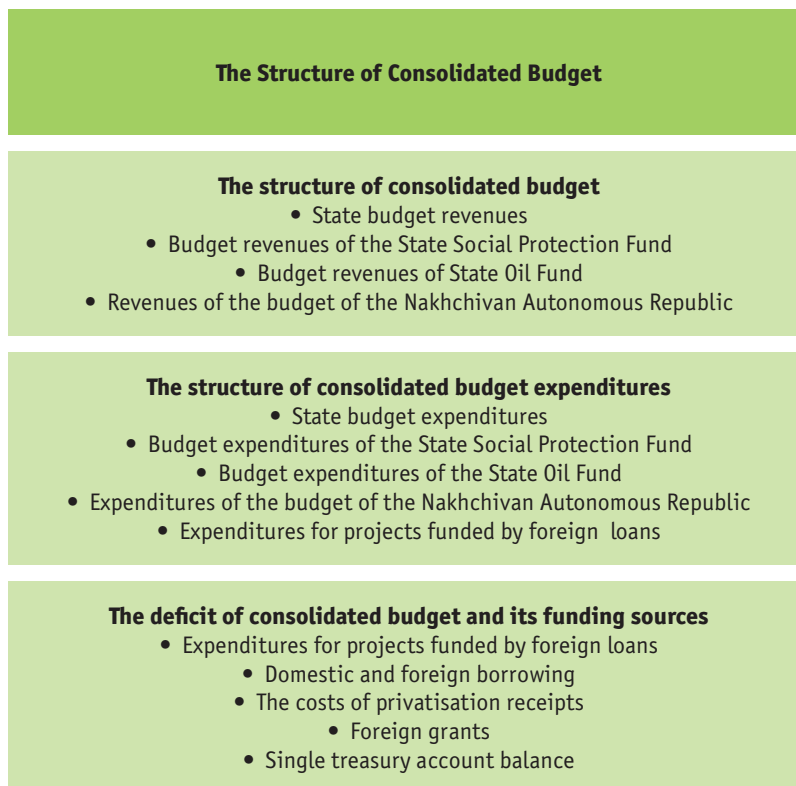 The Structure of Consolidated Budget
The structure of consolidated budget
• State budget revenues
• Budget revenues of the State Social Protection Fund
• Budget revenues of State Oil Fund
• Revenues of the budget of the Nakhchivan Autonomous Republic
The structure of consolidated budget expenditures
• State budget expenditures
• Budget expenditures of the State Social Protection Fund
• Budget expenditures of the State Oil Fund
• Expenditures of the budget of the Nakhchivan Autonomous Republic
• Expenditures for projects funded by foreign loans
The deficit of consolidated budget and its funding sources
• Expenditures for projects funded by foreign loans
• Domestic and foreign borrowing
• The costs of privatisation receipts
• Foreign grants
• Single treasury account balance